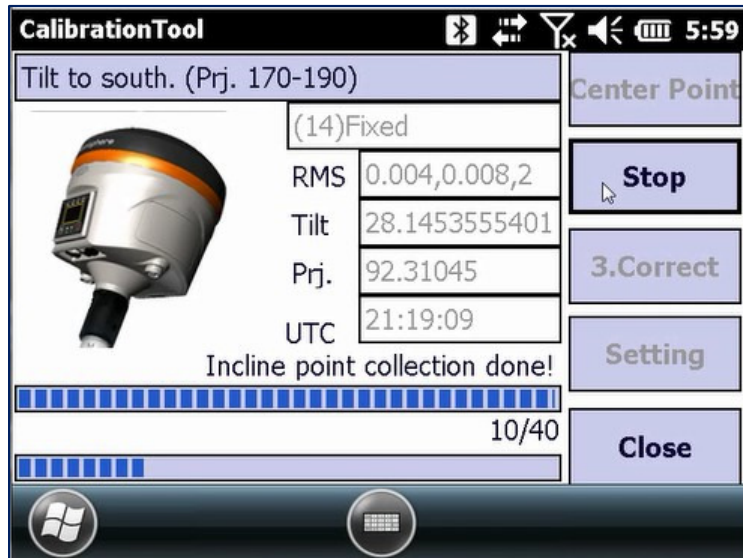 CalibrationTool 5:59
Tilt to south. (Prj. 170-190)
Center Point
(14)Fixed
RMS 0.004,0.008,2
Stop
Tilt 28.1453555401
Prj. 92.31045
3.Correct
UTC 21:19:09
Setting
Incline point collection done!
10/40
Close